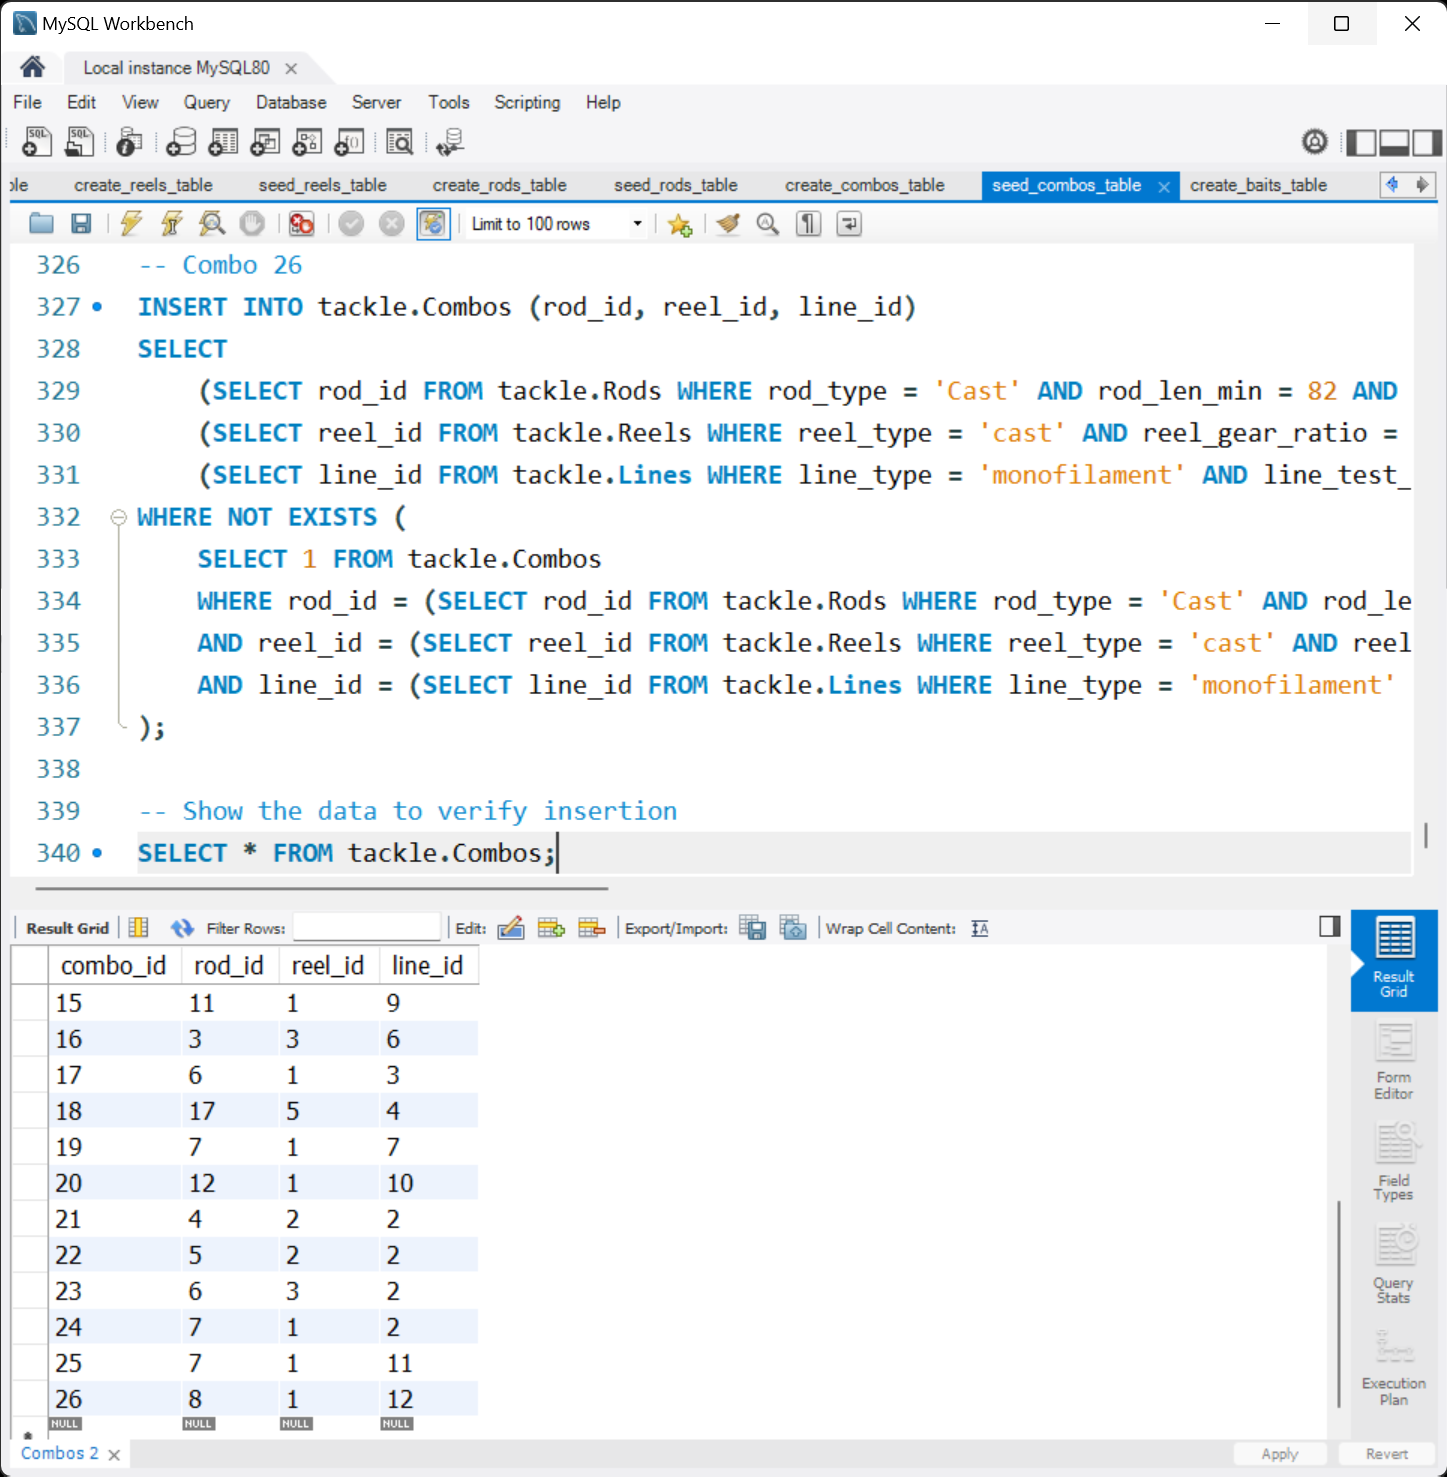 MySQL Workbench
Local instance MySQL80
File Edit View Query Database Server Tools Scripting Help
ole create_reels_table seed_reels_table create_rods_table seed_rods_table create_combos_table seed_combos_table create_baits_table
Limit to 100 rows
326 -- Combo 26
327 INSERT INTO tackle.Combos (rod_id, reel_id, line_id)
328 SELECT
329 (SELECT rod_id FROM tackle.Rods WHERE rod_type = 'Cast' AND rod_len_min = 82 AND
330 (SELECT reel_id FROM tackle.Reels WHERE reel_type = 'cast' AND reel_gear_ratio =
331 (SELECT line_id FROM tackle.Lines WHERE line_type = 'monofilament' AND line_test_
332 WHERE NOT EXISTS (
333 SELECT 1 FROM tackle.Combos
334 WHERE rod_id = (SELECT rod_id FROM tackle.Rods WHERE rod_type = 'Cast' AND rod_le
335 AND reel_id = (SELECT reel_id FROM tackle.Reels WHERE reel_type = 'cast' AND reel
336 AND line_id = (SELECT line_id FROM tackle.Lines WHERE line_type = 'monofilament'
337 );
338
339 -- Show the data to verify insertion
340 SELECT * FROM tackle.Combos;
Result Grid Filter Rows: Edit: Export/Import: Wrap Cell Content:
combo_id rod_id reel_id line_id
15 11 1 9
16 3 3 6
17 6 1 3
18 17 5 4
19 7 1 7
20 12 1 10
21 4 2 2
22 5 2 2
23 6 3 2
24 7 1 2
25 7 1 11
26 8 1 12
NULL NULL NULL NULL
Result
Grid
Form
Editor
Field
Types
Query
Stats
Execution
Plan
Combos 2
Apply Revert